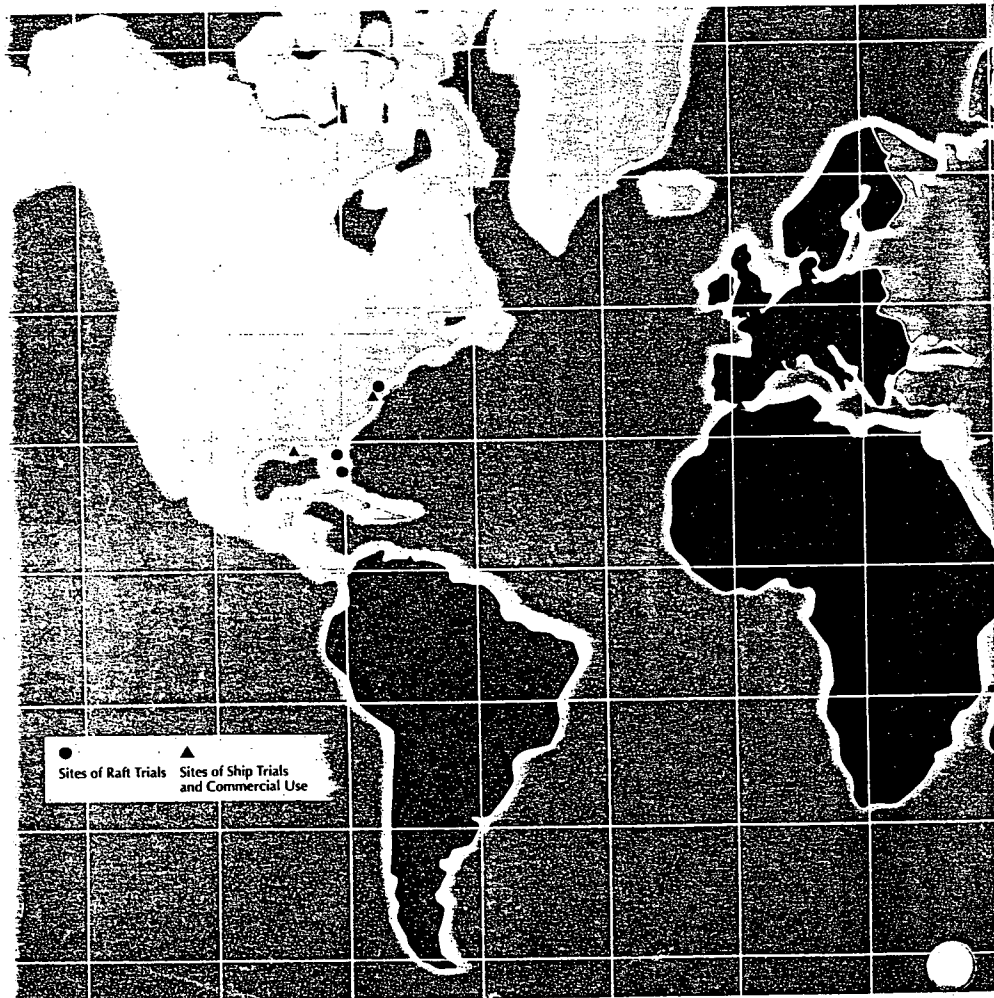 Sites of Raft Trials
Sites of Ship Trials
and Commercial Use